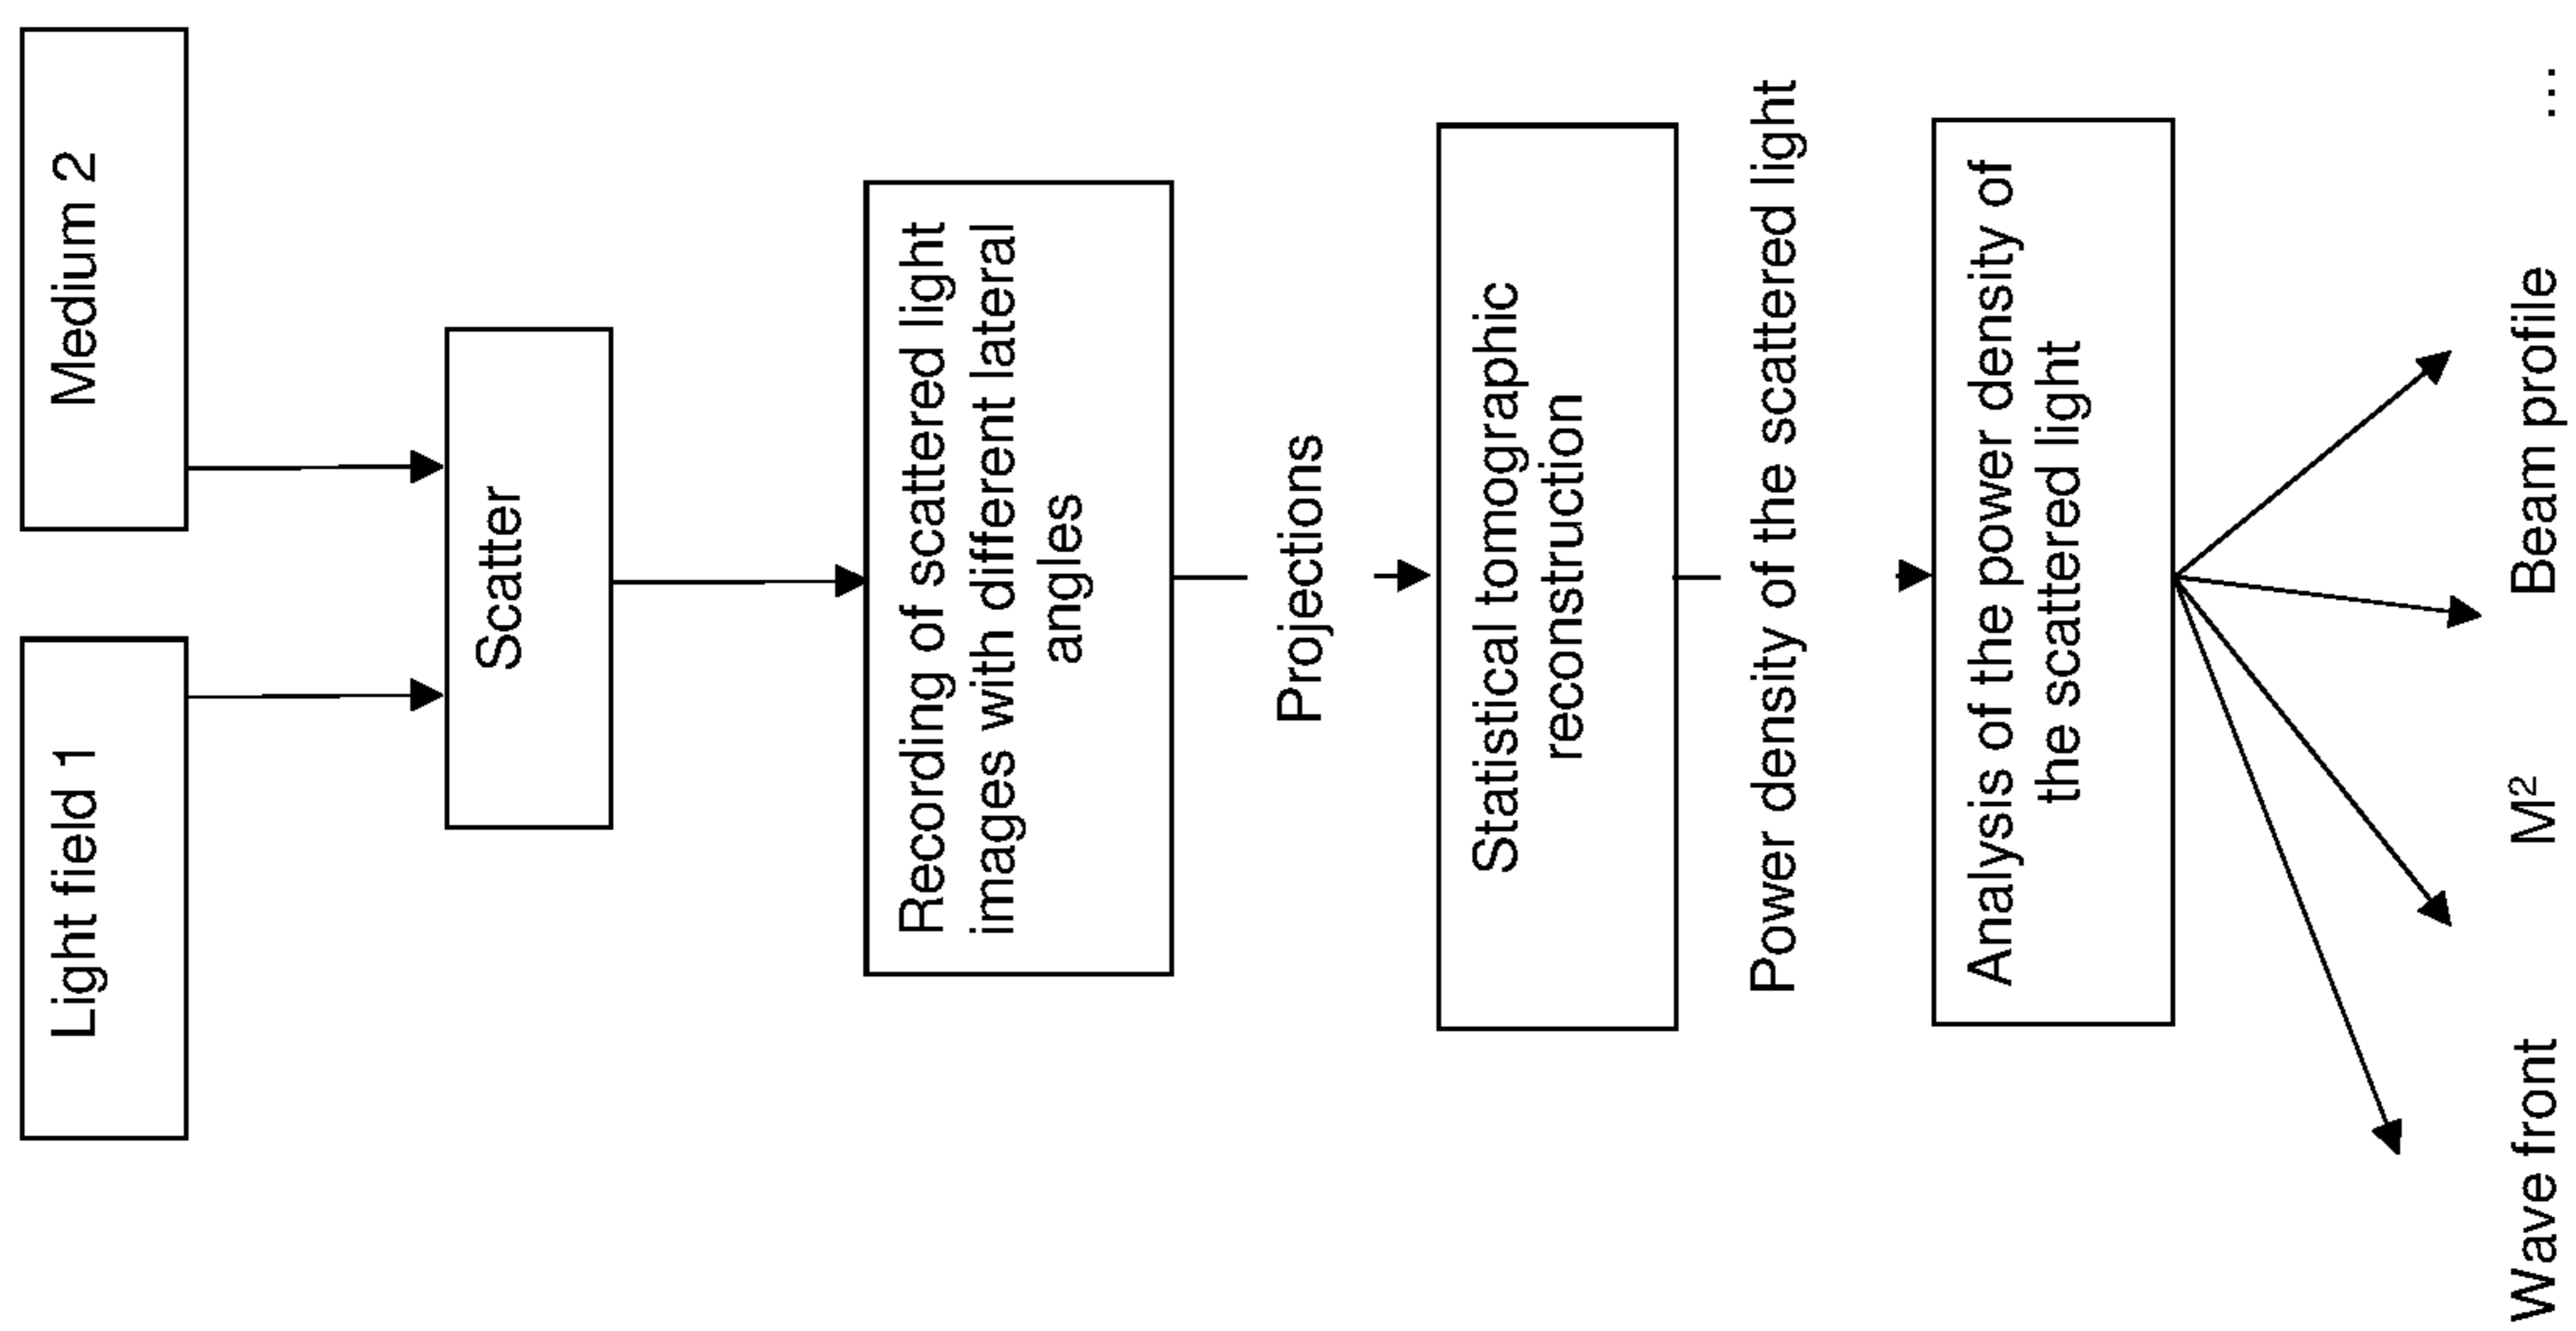 Light field 1
Medium 2
Scatter
Recording of scattered light
images with different lateral
angles
Projections
Statistical tomographic
reconstruction
Power density of the scattered light
Analysis of the power density of
the scattered light
Wave front
M²
Beam profile
...